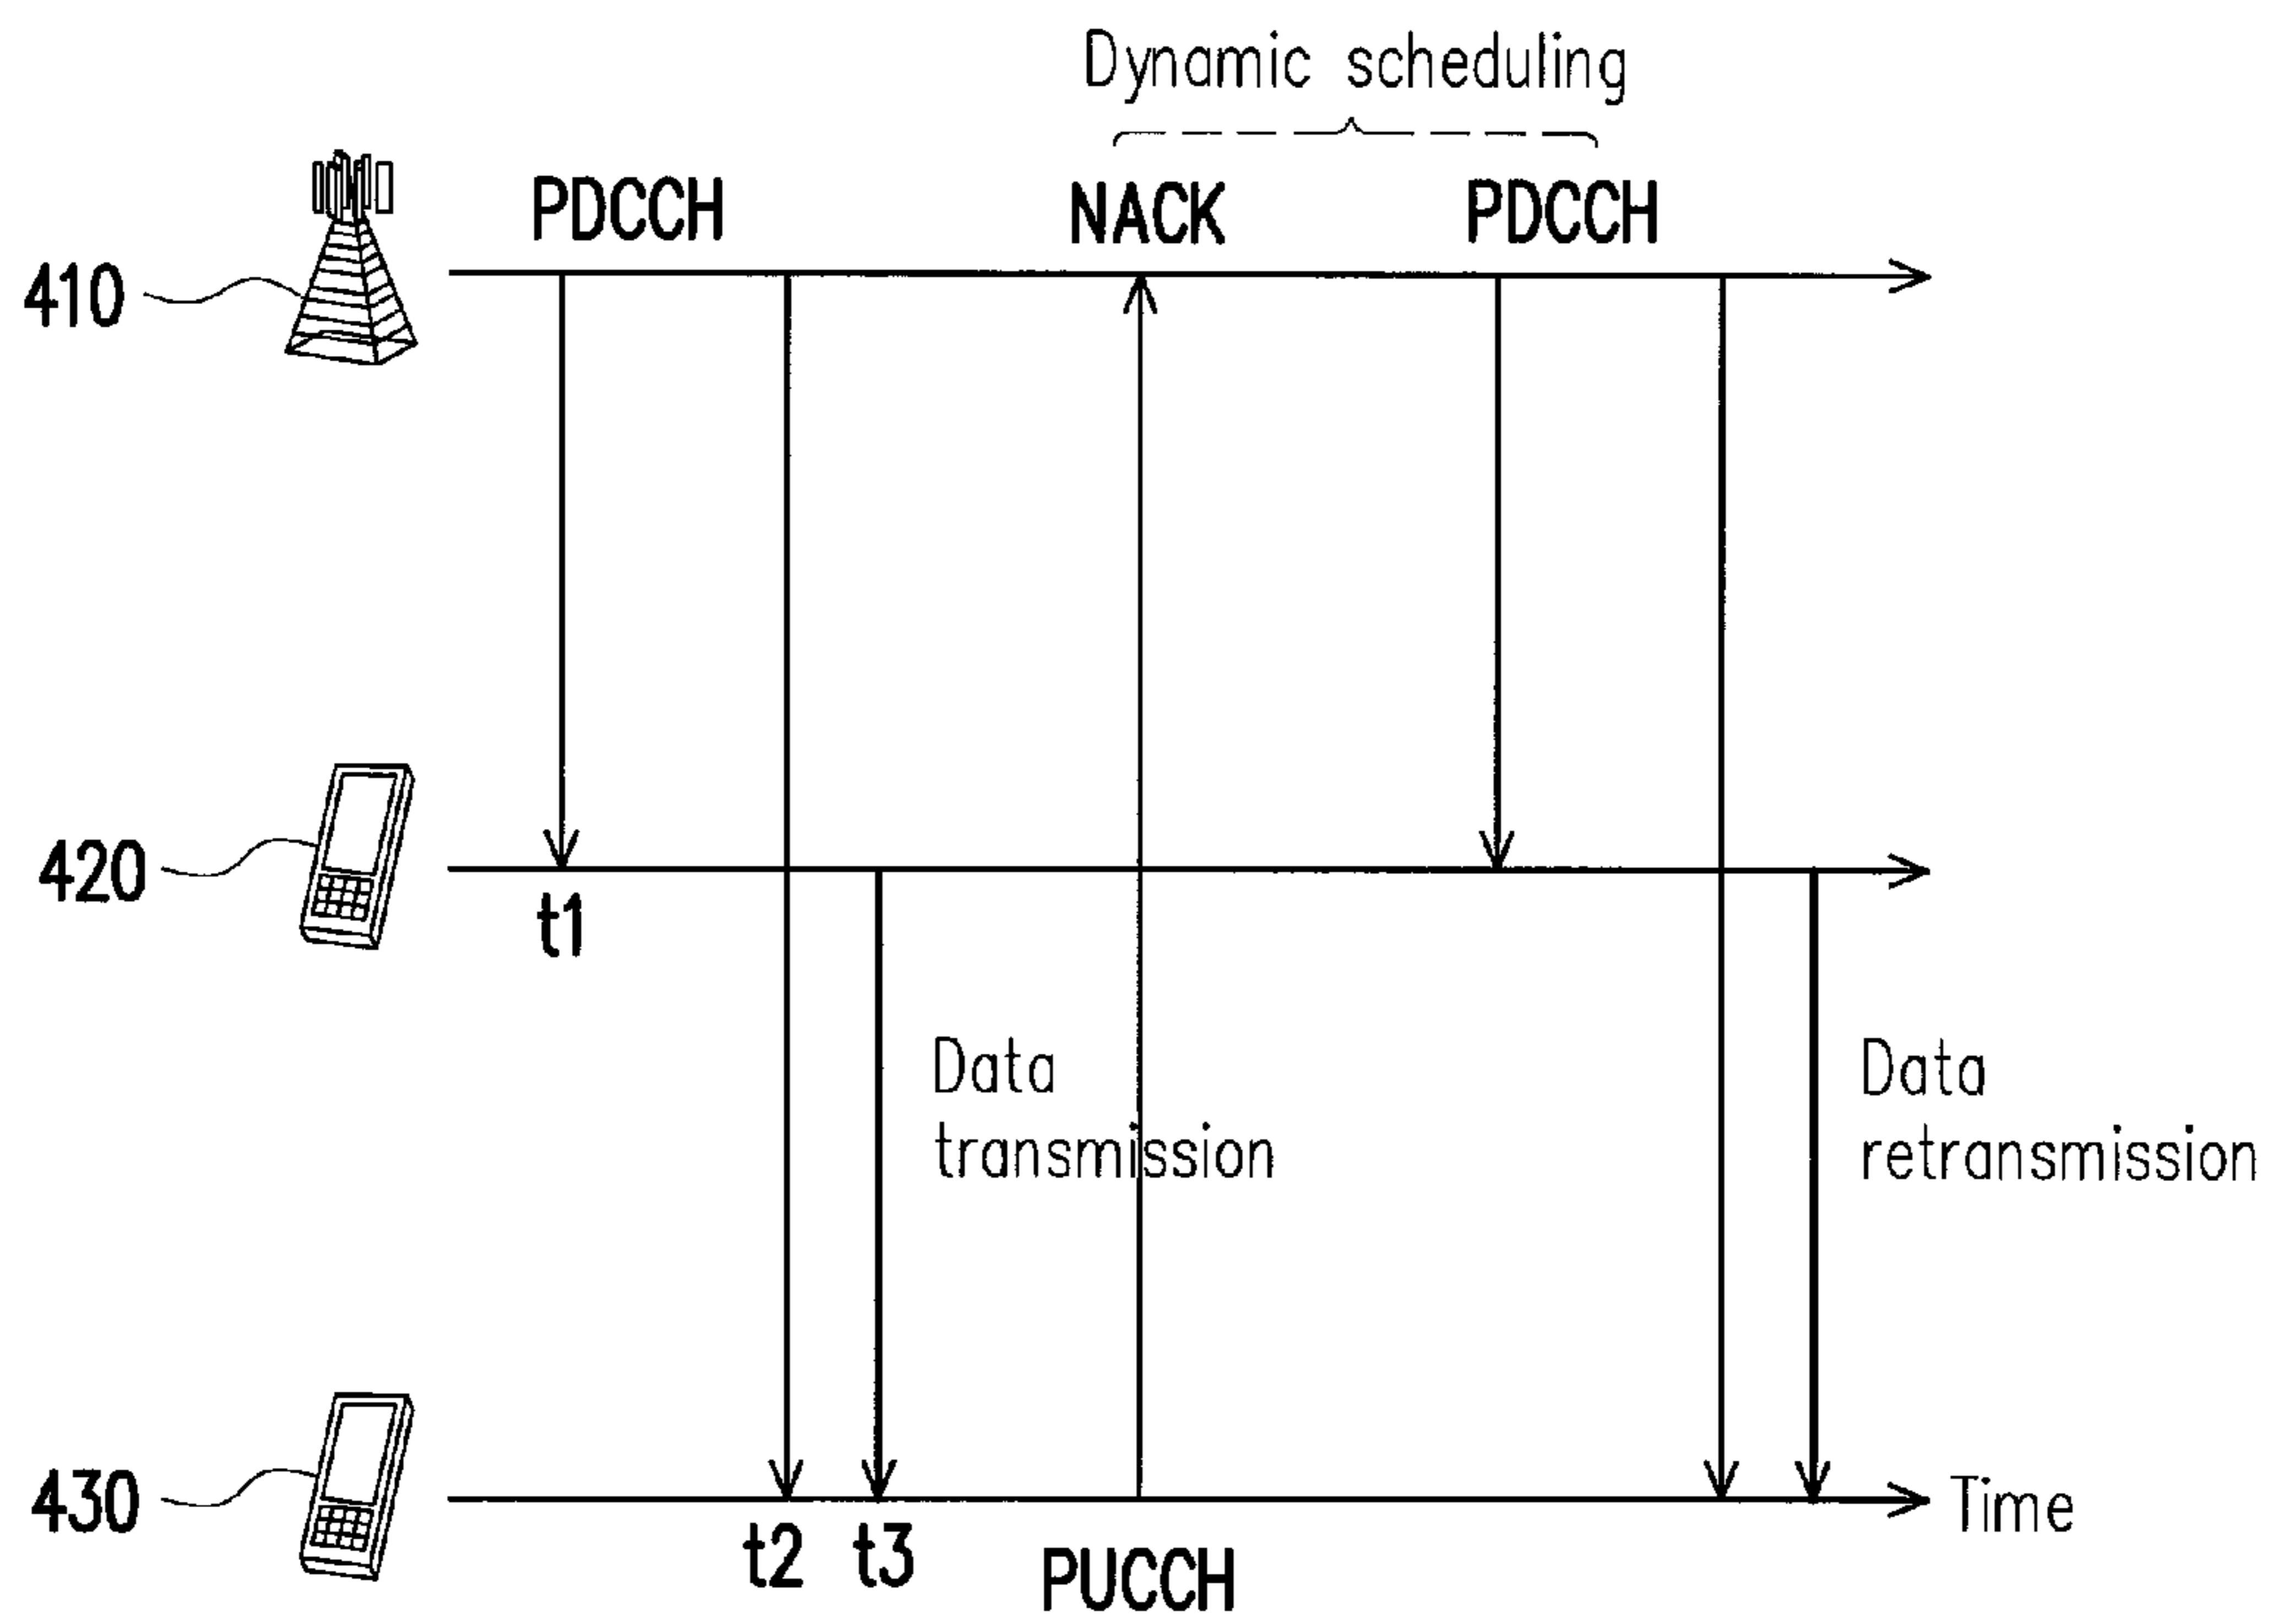 Dynamic scheduling
PDCCH
NACK
PDCCH
410
420
t1
Data
transmission
Data
retransmission
430
Time
t2
t3
PUCCH